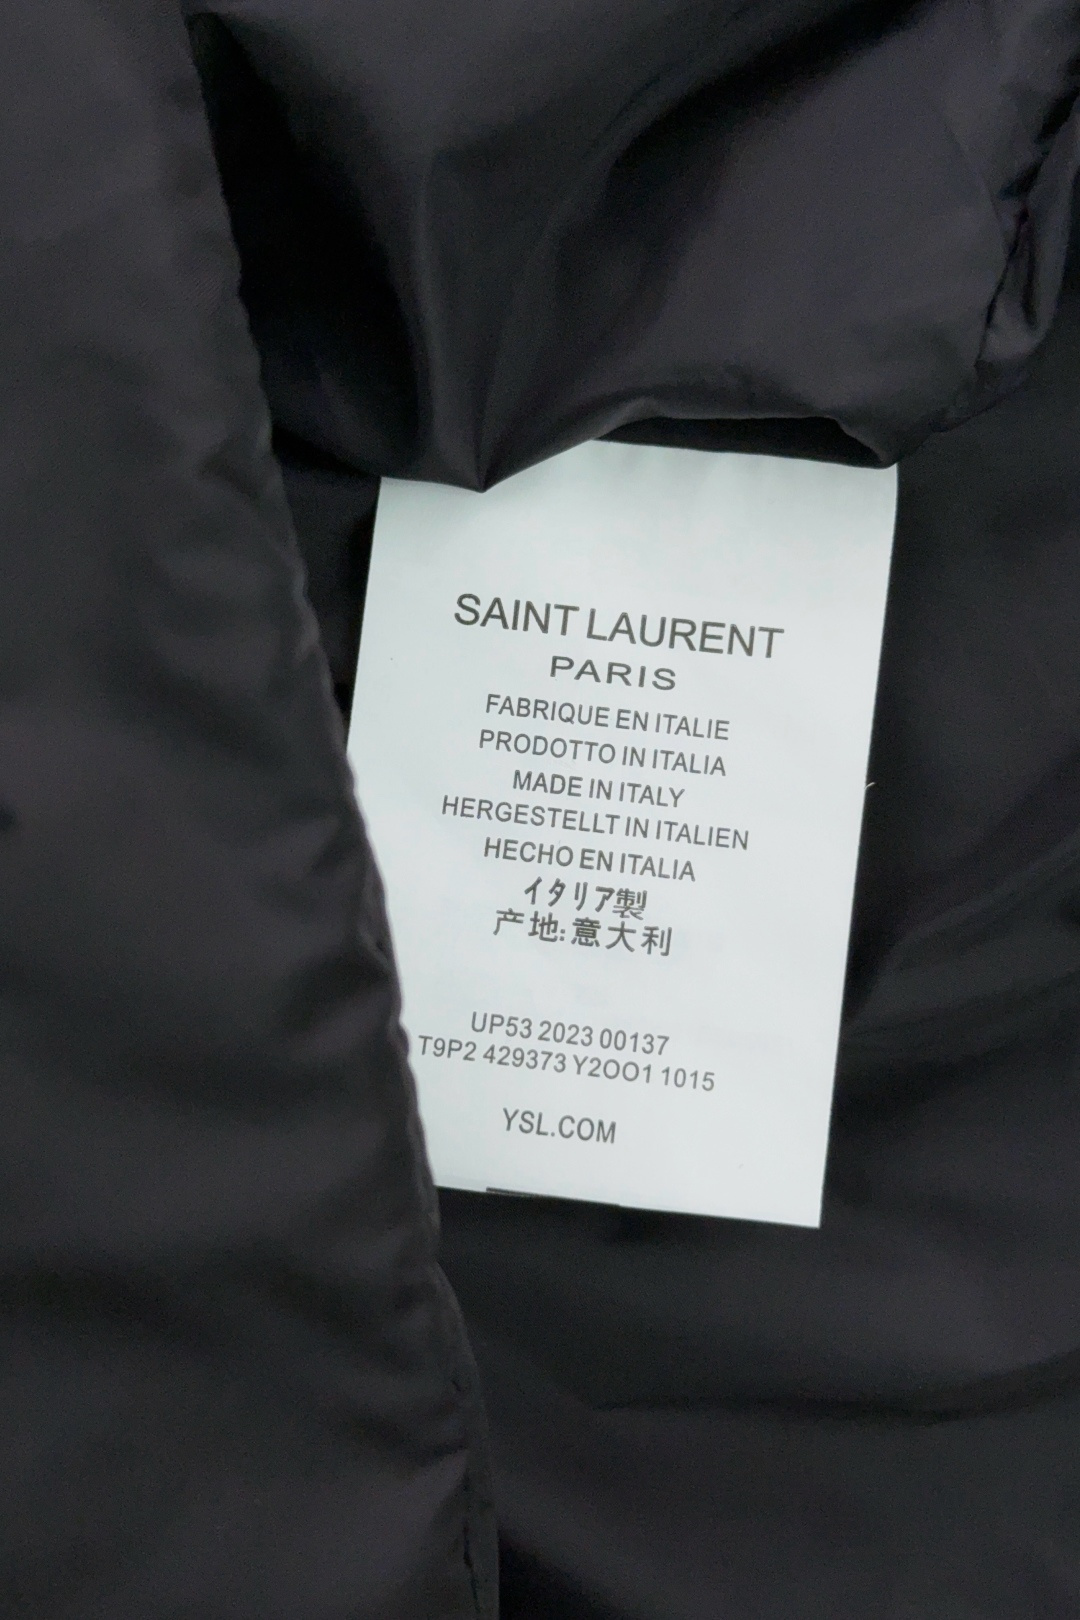 SAINT LAURENT
PARIS
FABRIQUE EN ITALIE
PRODOTTO IN ITALIA
MADE IN ITALY
HERGESTELLT IN ITALIEN
HECHO EN ITALIA
イタリア製
产地:意大利
UP53 2023 00137
T9P2 429373 Y2OO1 1015
YSL.COM